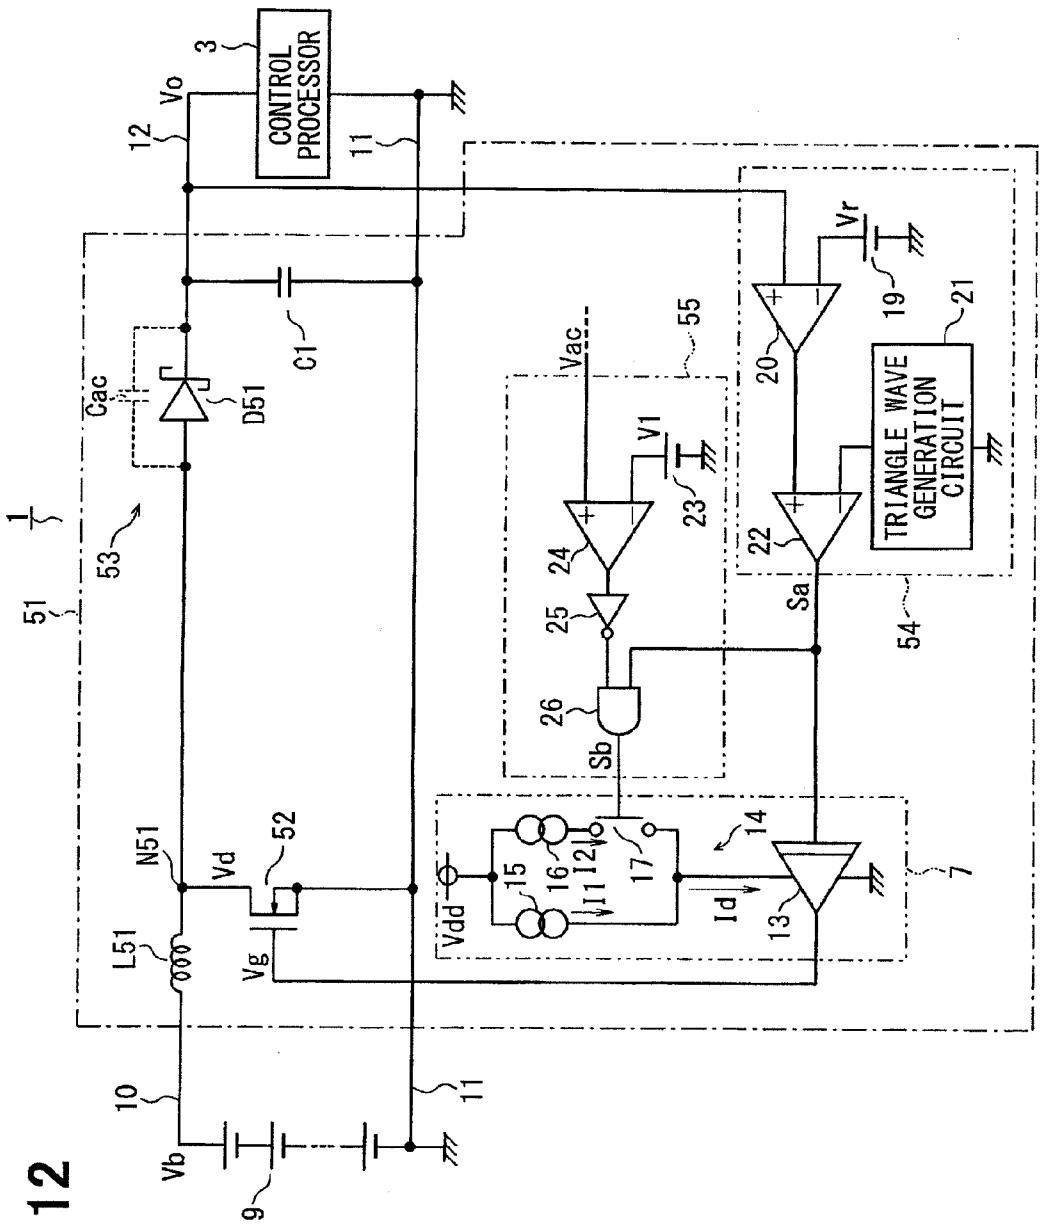 12
1
51
53
Cac
D51
N51
L51
Vd
52
Vg
10
Vb
9
11
12
Vo
3
CONTROL
PROCESSOR
11
C1
Vac
55
V1
23
24
25
26
Sb
Vdd
15
16
I1
I2
17
14
Id
13
7
Sa
54
22
+
−
20
+
−
Vr
19
21
TRIANGLE WAVE
GENERATION
CIRCUIT
+
−